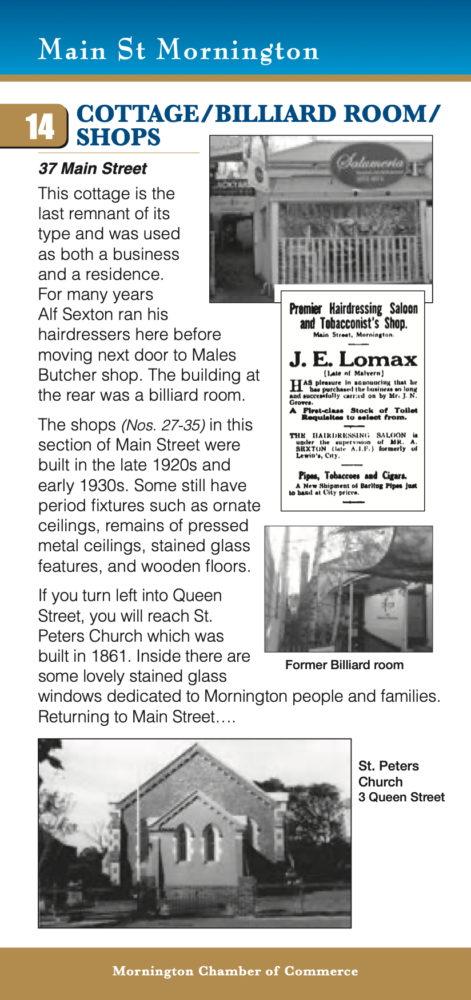 Main St Mornington
14
COTTAGE/BILLIARD ROOM/
SHOPS
37 Main Street
This cottage is the
last remnant of its
type and was used
as both a business
and a residence.
For many years
Alf Sexton ran his
hairdressers here before
moving next door to Males
Butcher shop. The building at
the rear was a billiard room.
Salumeria
Premier Hairdressing Saloon
and Tobacconist's Shop.
Main Street, Mornington.
J. E. Lomax
(Late of Malvern)
HAS pleasure in announcing that he
has purchased the business so long
and successfully carried on by Mr. J. N.
Groves.
A First-class Stock of Toilet
Requisites to select from.
THE HAIRDRESSING SALOON is
under the supervision of MR. A.
SEXTON (late A.I.F.) formerly of
Lewin's, City.
Pipes, Tobaccoes and Cigars.
A New Shipment of Barling Pipes just
to hand at City prices.
The shops (Nos. 27-35) in this
section of Main Street were
built in the late 1920s and
early 1930s. Some still have
period fixtures such as ornate
ceilings, remains of pressed
metal ceilings, stained glass
features, and wooden floors.
Former Billiard room
If you turn left into Queen
Street, you will reach St.
Peters Church which was
built in 1861. Inside there are
some lovely stained glass
windows dedicated to Mornington people and families.
Returning to Main Street….
St. Peters
Church
3 Queen Street
Mornington Chamber of Commerce